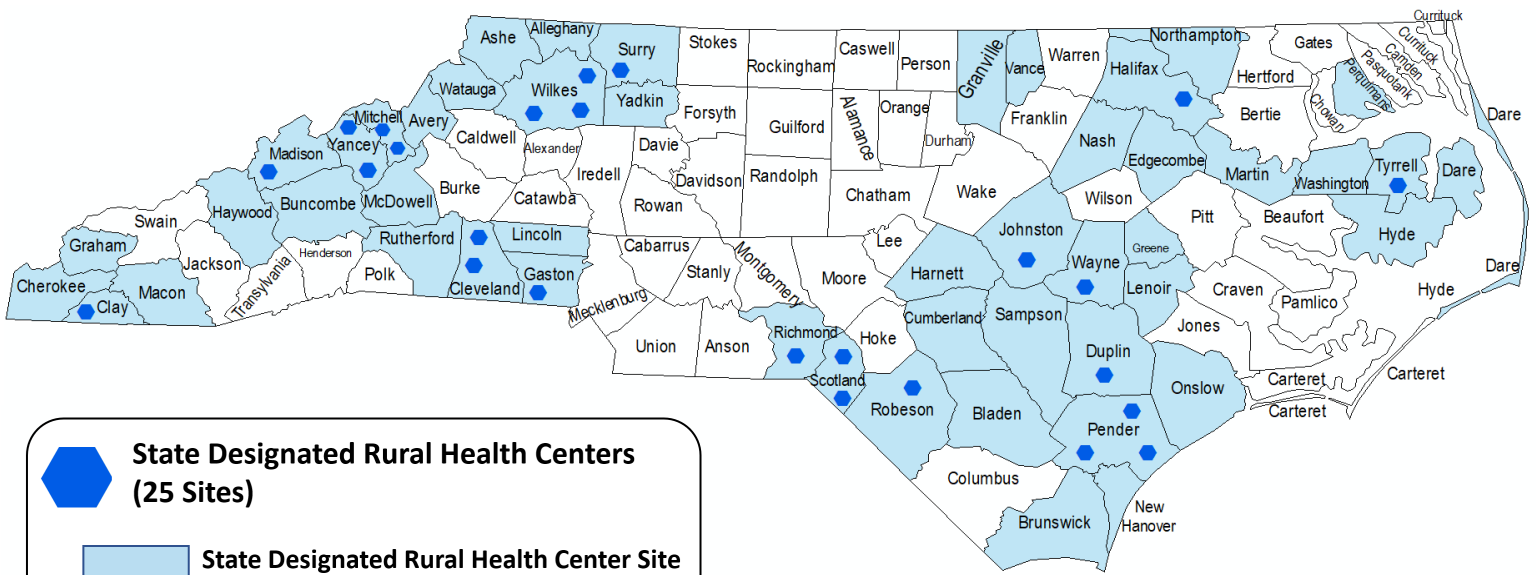 Currituck
Alleghany
Northampton
Ashe
Surry
Stokes
Caswell
Person
Granville
Vance
Warren
Gates
Currituck
Camden
Pasquotank
Perquimans
Chowan
Rockingham
Halifax
Hertford
Watauga
Wilkes
Yadkin
Forsyth
Guilford
Alamance
Orange
Durham
Franklin
Bertie
Dare
Mitchell
Avery
Caldwell
Alexander
Davie
Nash
Yancey
Madison
Iredell
Davidson
Randolph
Edgecombe
Martin
Washington
Tyrrell
Dare
Burke
Catawba
Rowan
Chatham
Wake
Wilson
Haywood
Buncombe
McDowell
Swain
Pitt
Beaufort
Hyde
Graham
Jackson
Transylvania
Henderson
Polk
Rutherford
Lincoln
Cabarrus
Stanly
Montgomery
Moore
Lee
Harnett
Johnston
Wayne
Greene
Lenoir
Craven
Pamlico
Hyde
Dare
Cherokee
Clay
Macon
Cleveland
Gaston
Mecklenburg
Union
Anson
Richmond
Hoke
Cumberland
Sampson
Jones
Scotland
Duplin
Onslow
Carteret
Carteret
Carteret
Robeson
Bladen
Pender
Columbus
Brunswick
New
Hanover
State Designated Rural Health Centers
(25 Sites)
State Designated Rural Health Center Site